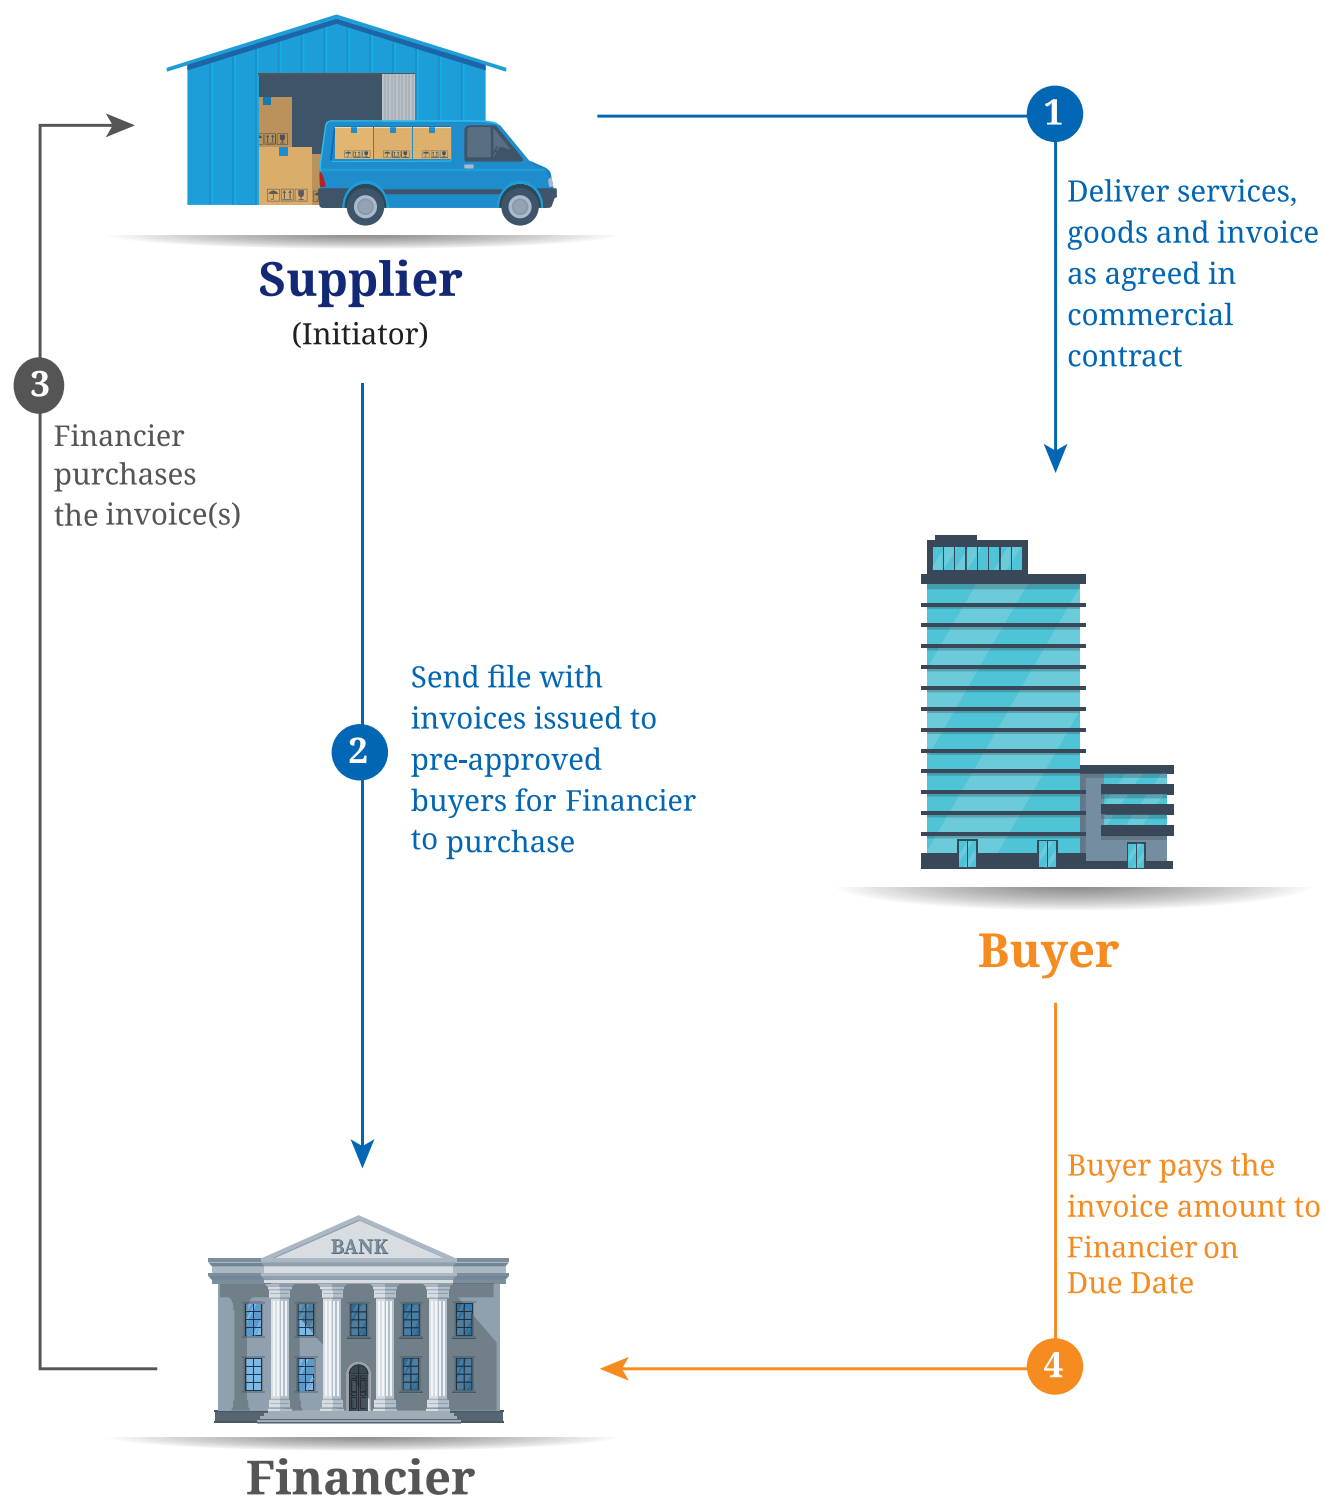 1
Deliver services,
goods and invoice
as agreed in
commercial
contract
Supplier
(Initiator)
3
Financier
purchases
the invoice(s)
2
Send file with
invoices issued to
pre-approved
buyers for Financier
to purchase
Buyer
Buyer pays the
invoice amount to
Financier on
Due Date
4
BANK
Financier